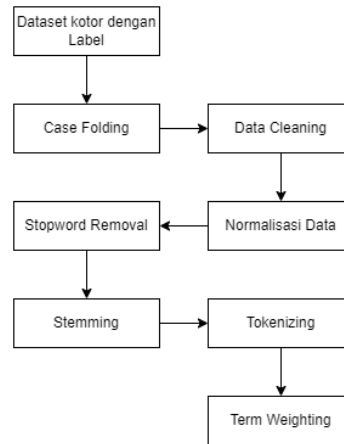 Dataset kotor dengan
Label
Case Folding
Data Cleaning
Normalisasi Data
Stopword Removal
Stemming
Tokenizing
Term Weighting